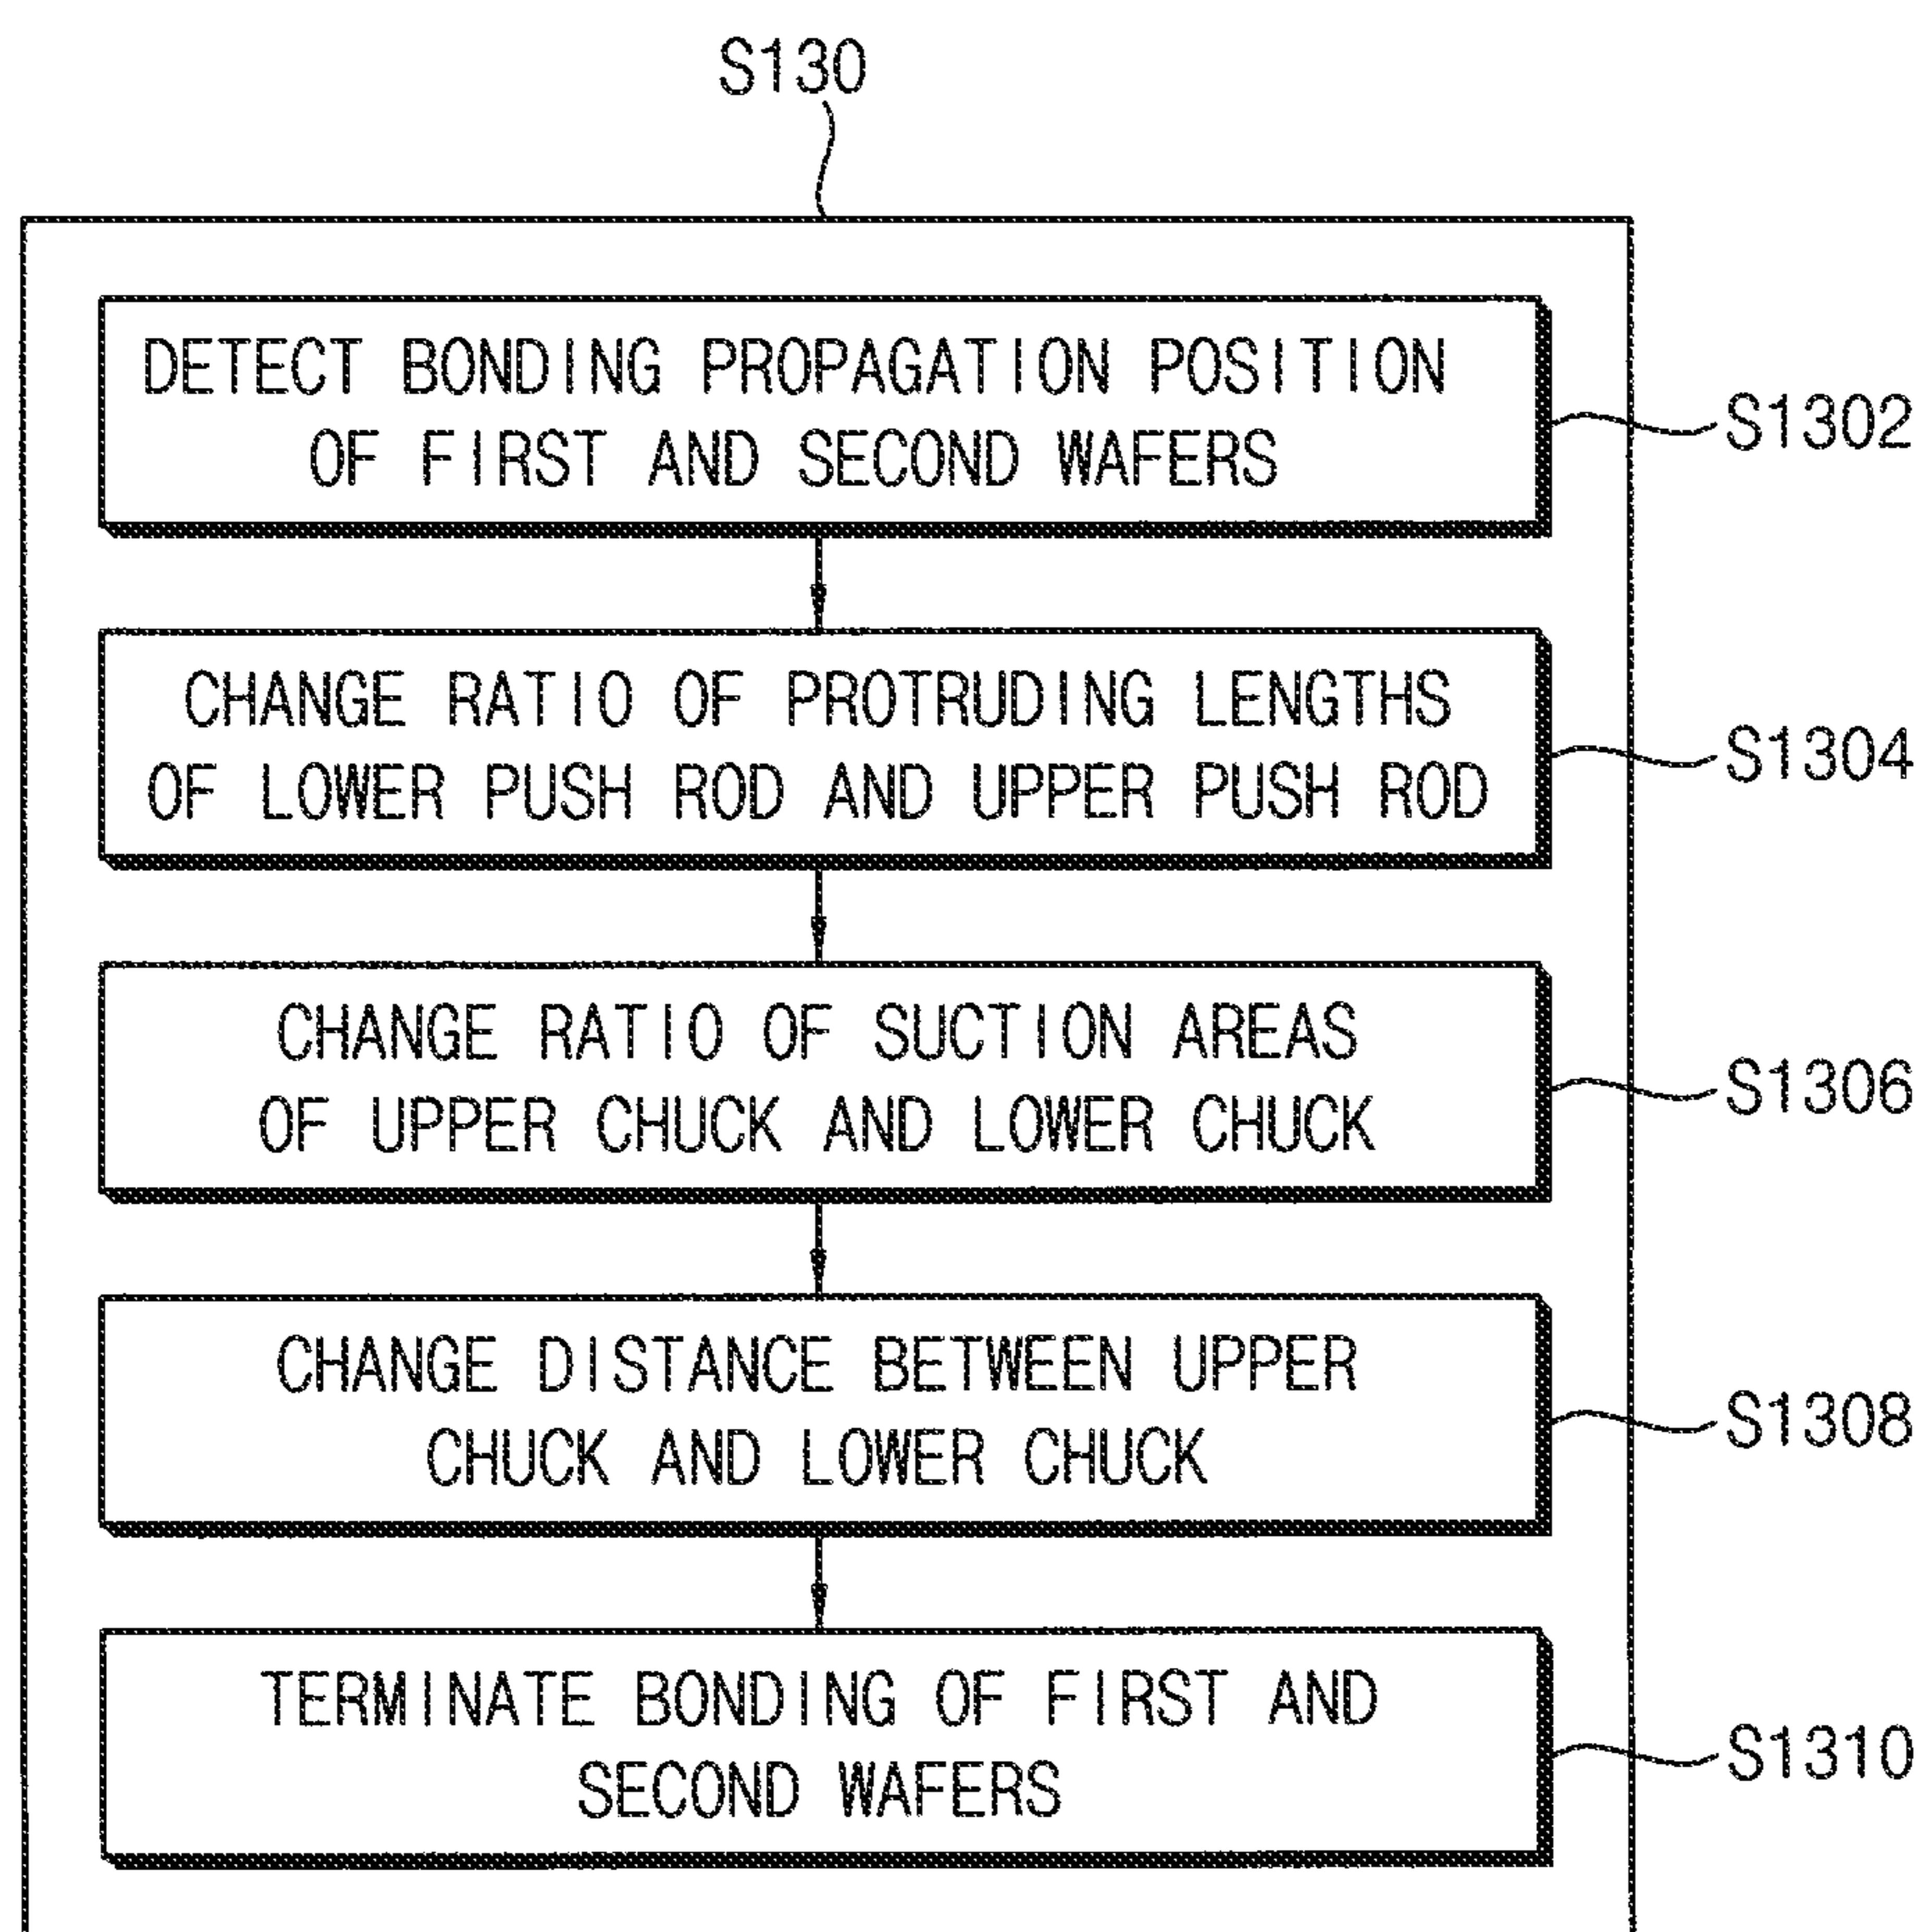 S130
DETECT BONDING PROPAGATION POSITION
OF FIRST AND SECOND WAFERS
S1302
CHANGE RATIO OF PROTRUDING LENGTHS
OF LOWER PUSH ROD AND UPPER PUSH ROD
S1304
CHANGE RATIO OF SUCTION AREAS
OF UPPER CHUCK AND LOWER CHUCK
S1306
CHANGE DISTANCE BETWEEN UPPER
CHUCK AND LOWER CHUCK
S1308
TERMINATE BONDING OF FIRST AND
SECOND WAFERS
S1310